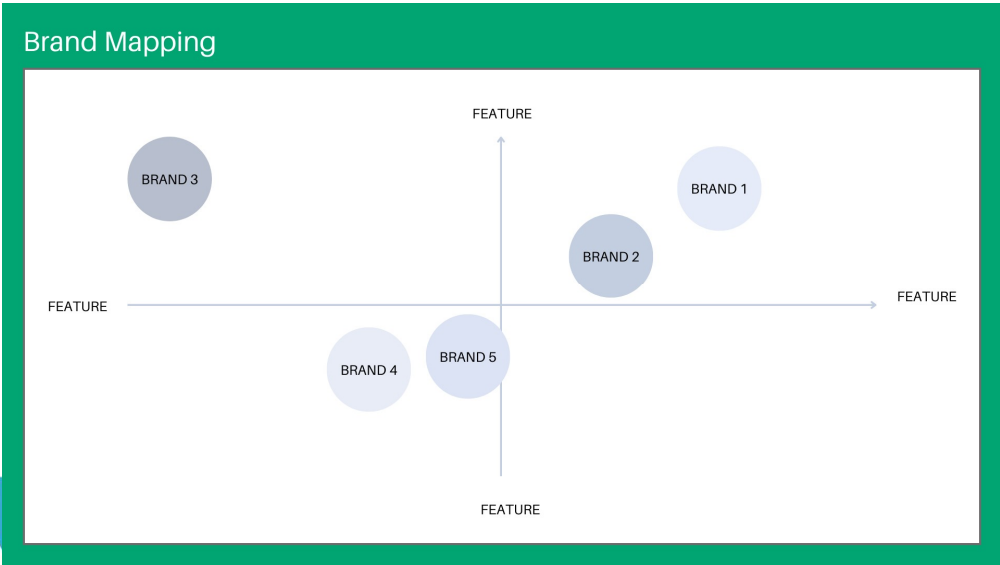 Brand Mapping
FEATURE
BRAND 3
BRAND 1
BRAND 2
FEATURE
FEATURE
BRAND 4
BRAND 5
FEATURE